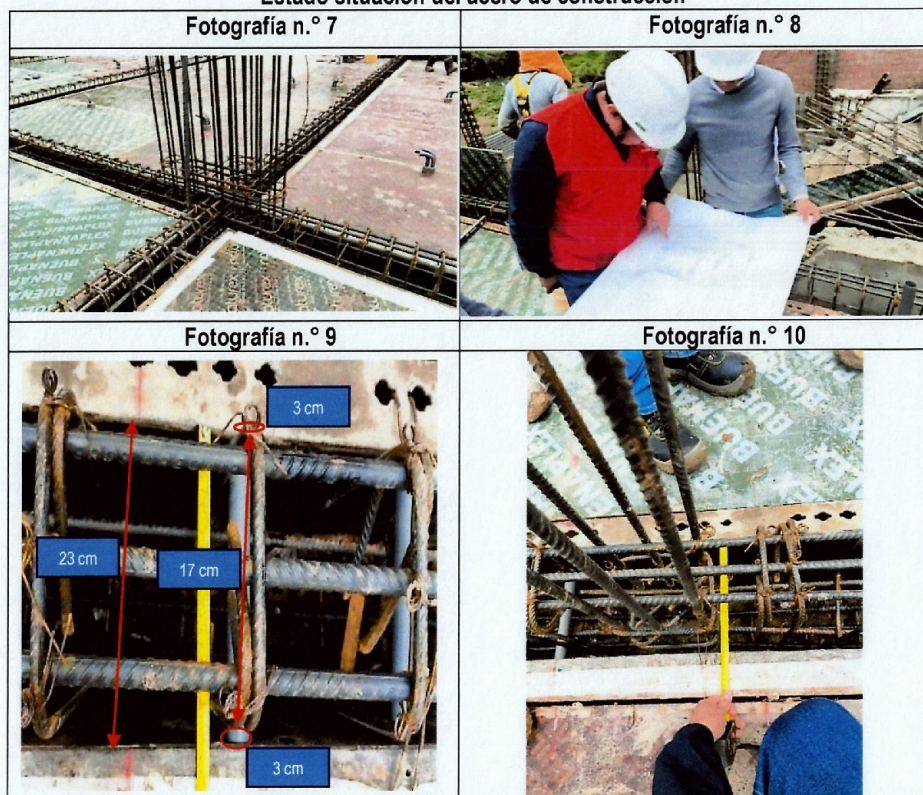 Estado situación del acero de construcción
Fotografía n.° 7
Fotografía n.° 8
Fotografía n.° 9
Fotografía n.° 10
3 cm
23 cm
17 cm
3 cm